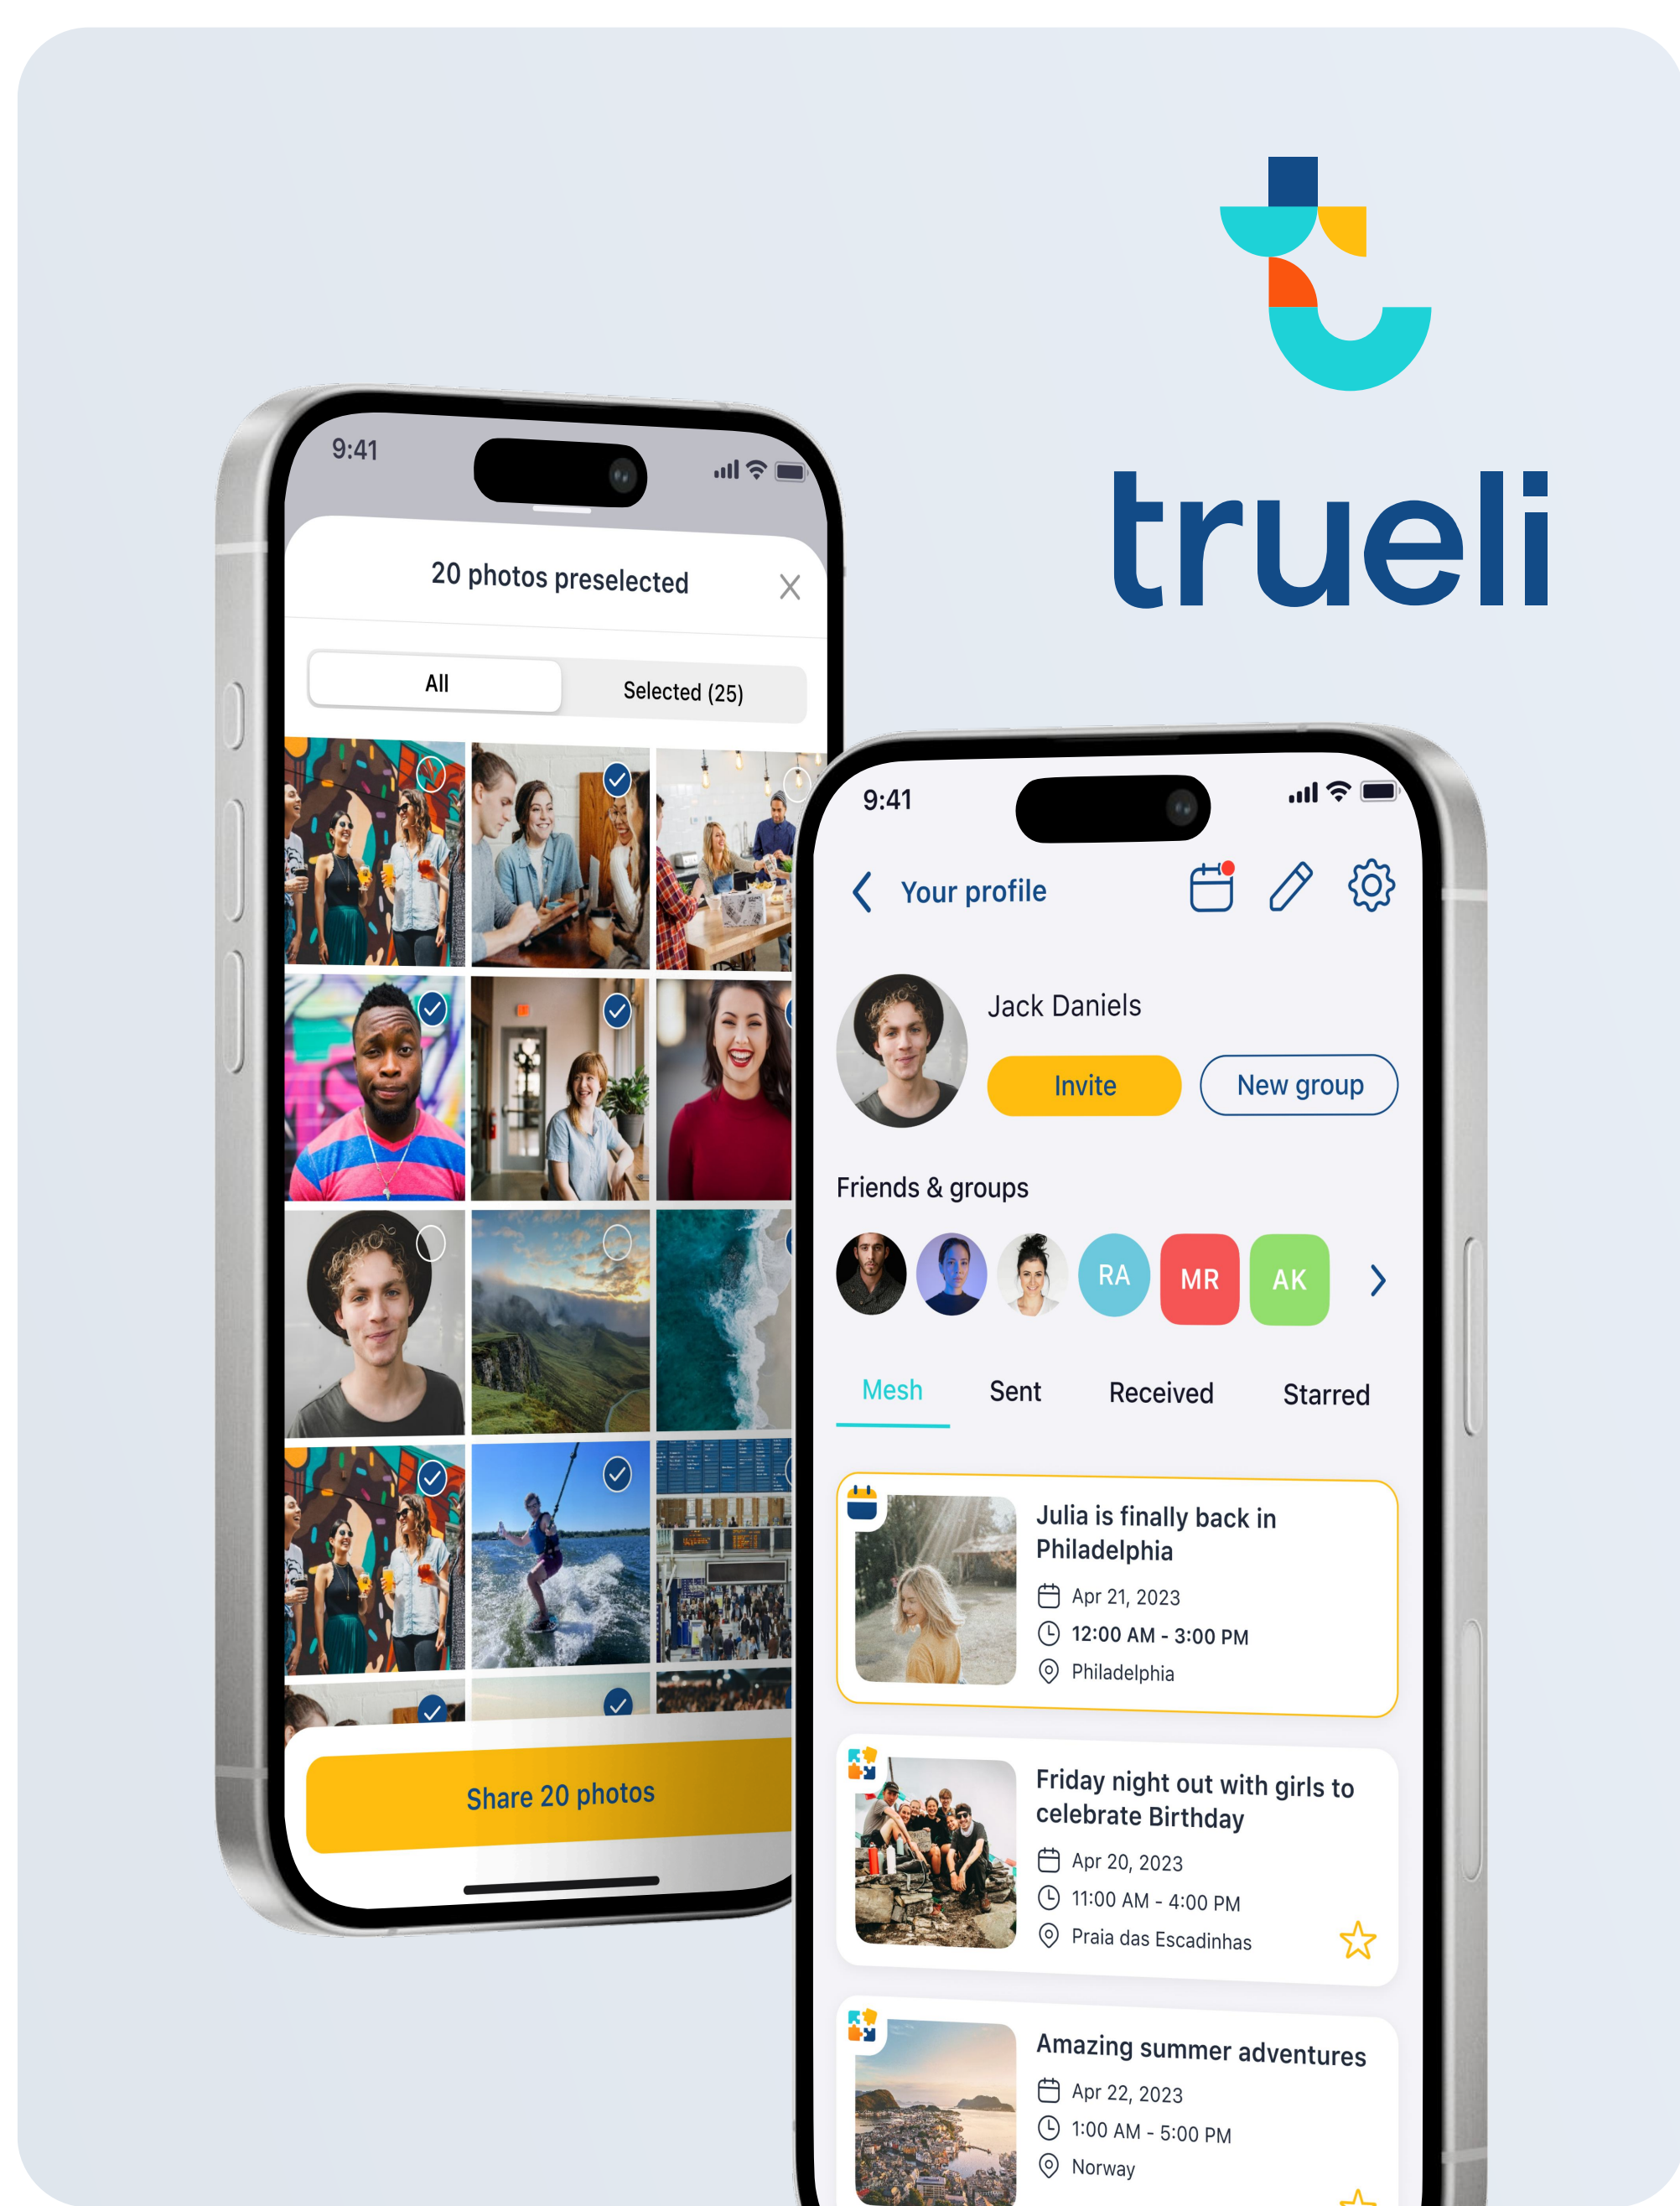 trueli
9:41
20 photos preselected
All
Selected (25)
Share 20 photos
9:41
Your profile
Jack Daniels
Invite
New group
Friends & groups
RA
MR
AK
Mesh
Sent
Received
Starred
Julia is finally back in
Philadelphia
Apr 21, 2023
12:00 AM - 3:00 PM
Philadelphia
Friday night out with girls to
celebrate Birthday
Apr 20, 2023
11:00 AM - 4:00 PM
Praia das Escadinhas
Amazing summer adventures
Apr 22, 2023
1:00 AM - 5:00 PM
Norway